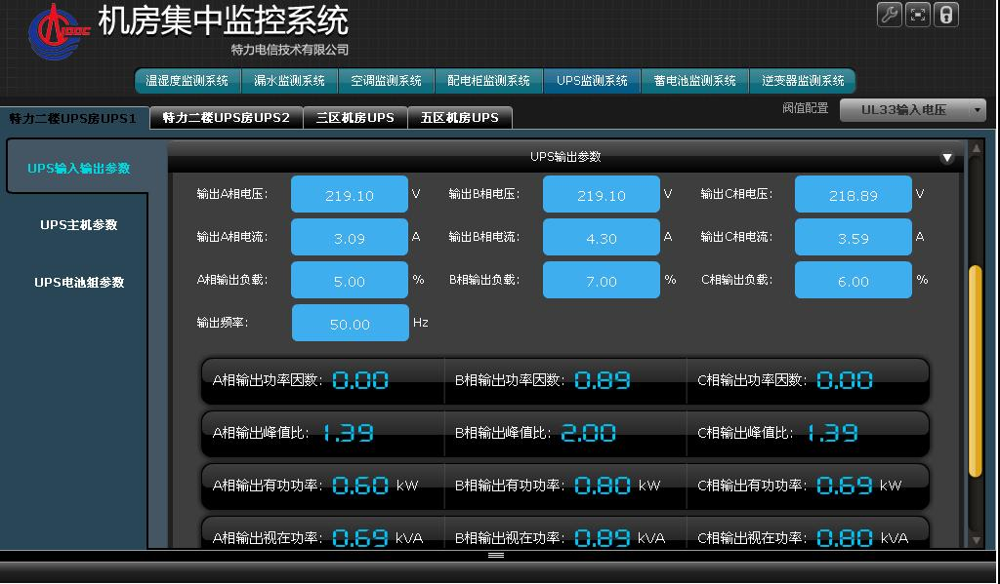 机房集中监控系统
特力电信技术有限公司
温湿度监测系统 漏水监测系统 空调监测系统 配电柜监测系统 UPS监测系统 蓄电池监测系统 逆变器监测系统
特力二楼UPS房UPS1 特力二楼UPS房UPS2 三区机房UPS 五区机房UPS 阀值配置 UL33输入电压
UPS输入输出参数
UPS主机参数
UPS电池组参数
UPS输出参数
输出A相电压: 219.10 V 输出B相电压: 219.10 V 输出C相电压: 218.89 V
输出A相电流: 3.09 A 输出B相电流: 4.30 A 输出C相电流: 3.59 A
A相输出负载: 5.00 % B相输出负载: 7.00 % C相输出负载: 6.00 %
输出频率: 50.00 Hz
A相输出功率因数: 0.00 B相输出功率因数: 0.89 C相输出功率因数: 0.00
A相输出峰值比: 1.39 B相输出峰值比: 2.00 C相输出峰值比: 1.39
A相输出有功功率: 0.60 kW B相输出有功功率: 0.80 kW C相输出有功功率: 0.69 kW
A相输出视在功率: 0.69 kVA B相输出视在功率: 0.89 kVA C相输出视在功率: 0.80 kVA